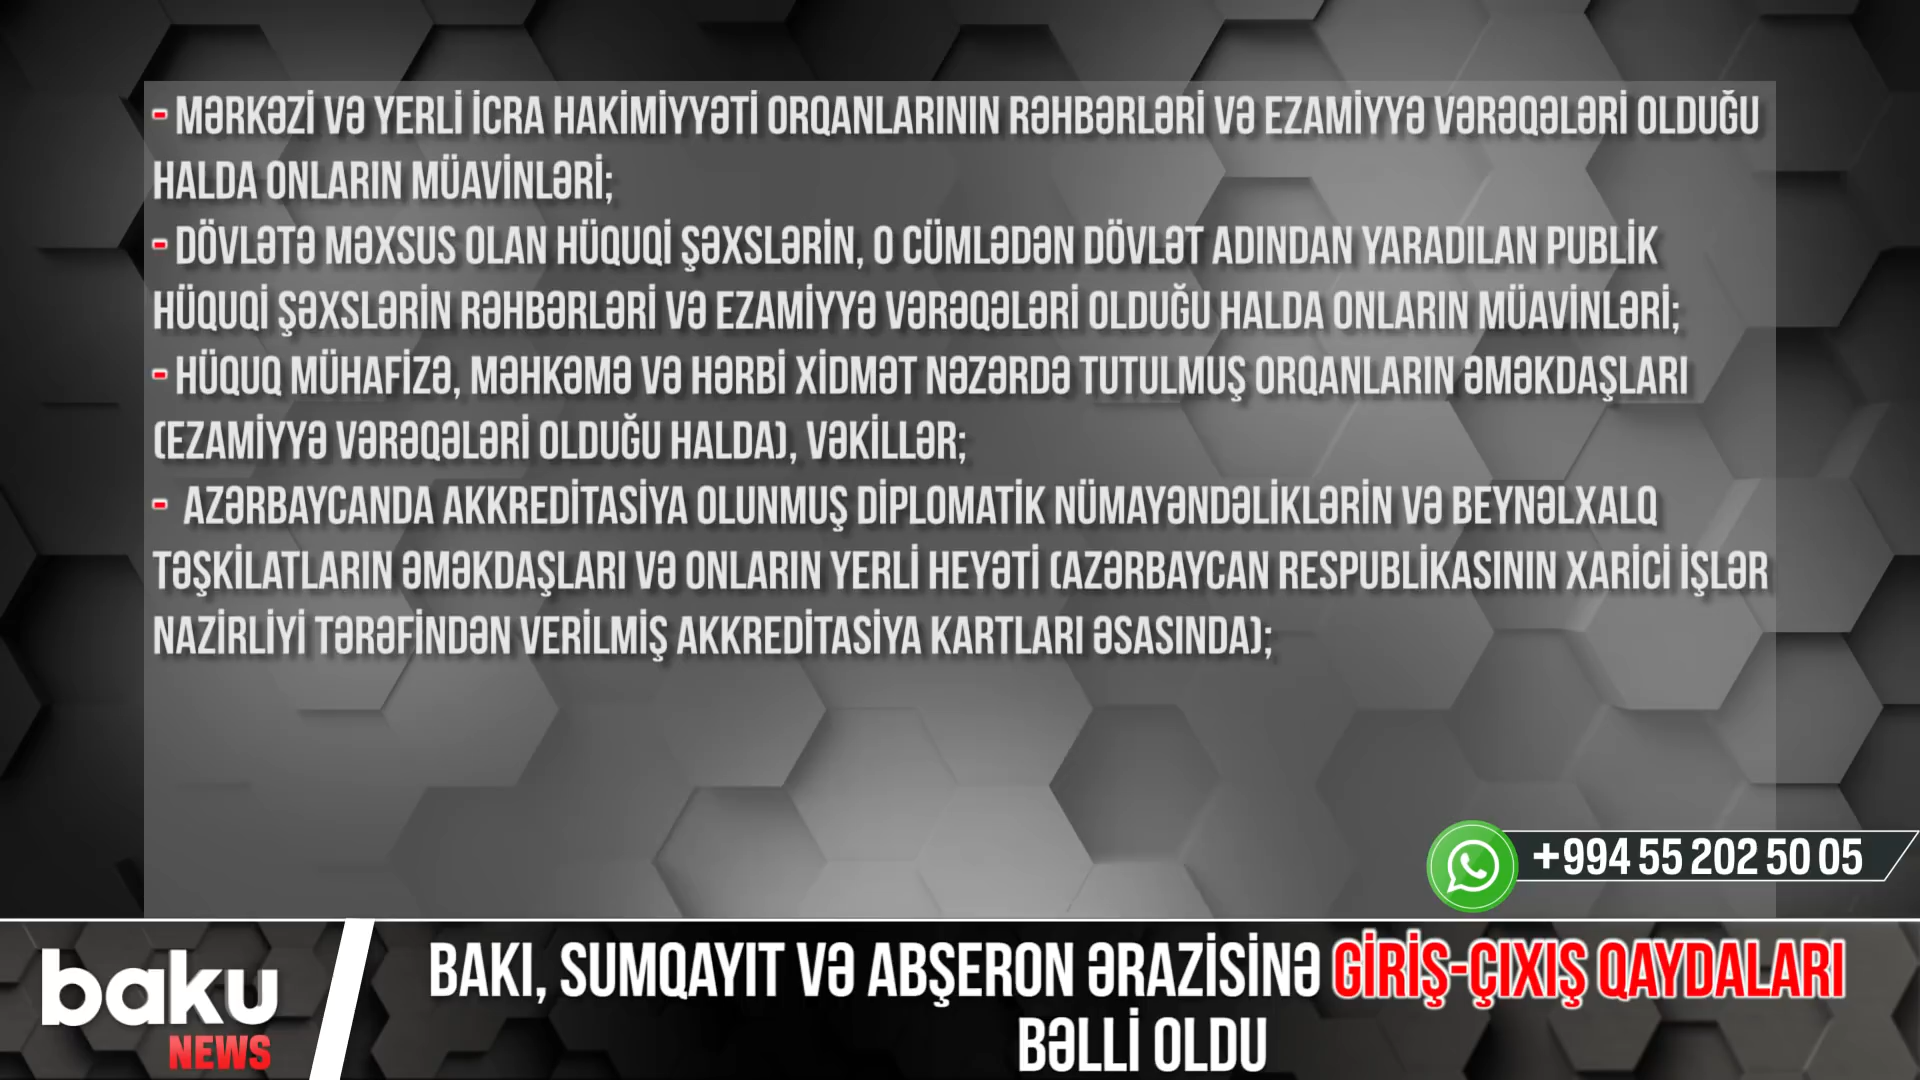 - MƏRKƏZİ VƏ YERLİ İCRA HAKİMİYYƏTİ ORQANLARININ RƏHBƏRLƏRİ VƏ EZAMİYYƏ VƏRƏQƏLƏRİ OLDUĞU
HALDA ONLARIN MÜAVİNLƏRİ;
- DÖVLƏTƏ MƏXSUS OLAN HÜQUQİ ŞƏXSLƏRİN, O CÜMLƏDƏN DÖVLƏT ADINDAN YARADILAN PUBLİK
HÜQUQİ ŞƏXSLƏRİN RƏHBƏRLƏRİ VƏ EZAMİYYƏ VƏRƏQƏLƏRİ OLDUĞU HALDA ONLARIN MÜAVİNLƏRİ;
- HÜQUQ MÜHAFİZƏ, MƏHKƏMƏ VƏ HƏRBİ XİDMƏT NƏZƏRDƏ TUTULMUŞ ORQANLARIN ƏMƏKDAŞLARI
(EZAMİYYƏ VƏRƏQƏLƏRİ OLDUĞU HALDA), VƏKİLLƏR;
- AZƏRBAYCANDA AKKREDİTASİYA OLUNMUŞ DİPLOMATİK NÜMAYƏNDƏLİKLƏRİN VƏ BEYNƏLXALQ
TƏŞKİLATLARIN ƏMƏKDAŞLARI VƏ ONLARIN YERLİ HEYƏTİ (AZƏRBAYCAN RESPUBLİKASININ XARİCİ İŞLƏR
NAZİRLİYİ TƏRƏFİNDƏN VERİLMİŞ AKKREDİTASİYA KARTLARI ƏSASINDA);
+994 55 202 50 05
baku
NEWS
BAKI, SUMQAYIT VƏ ABŞERON ƏRAZİSİNƏ GİRİŞ-ÇIXIŞ QAYDALARI
BƏLLİ OLDU